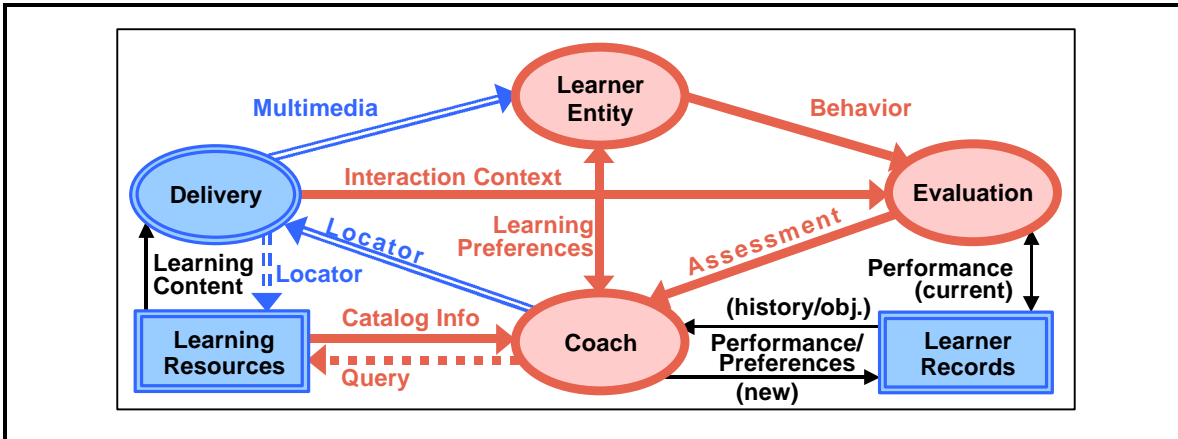 Learner
Entity
Multimedia
Behavior
Delivery
Interaction Context
Evaluation
Learning
Preferences
Locator
Assessment
Learning
Content
Locator
Performance
(current)
(history/obj.)
Catalog Info
Learning
Resources
Coach
Performance/
Preferences
Learner
Records
Query
(new)